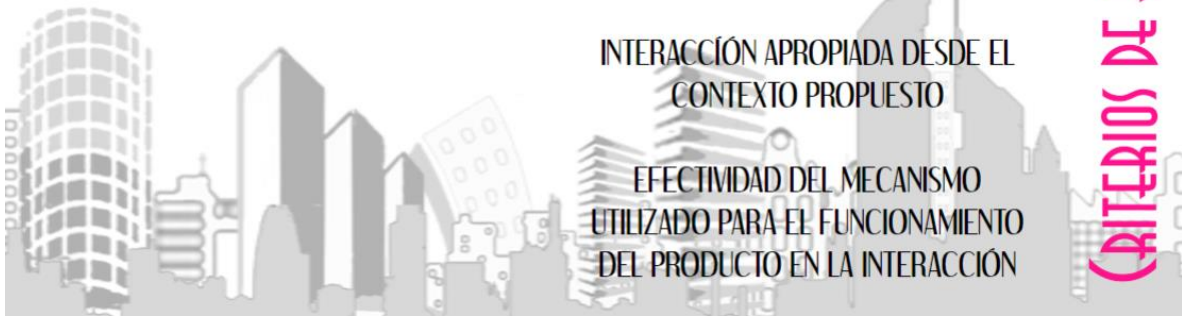 INTERACCÍÓN APROPIADA DESDE EL
CONTEXTO PROPUESTO
EFECTIVIDAD DEL MECANISMO
UTILIZADO PARA EL FUNCIONAMIENTO
DEL PRODUCTO EN LA INTERACCIÓN
CRITERIOS DE